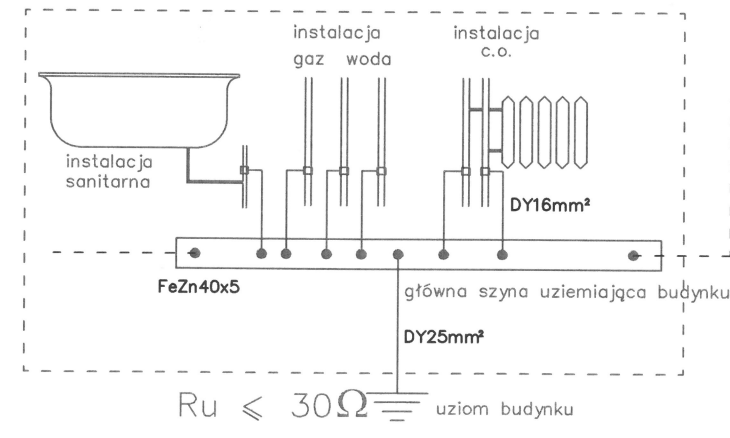 instalacja
gaz woda
instalacja
c.o.
instalacja
sanitarna
DY16mm²
FeZn40x5
główna szyna uziemiająca budynku
DY25mm²
Ru ⩽ 30Ω
uziom budynku